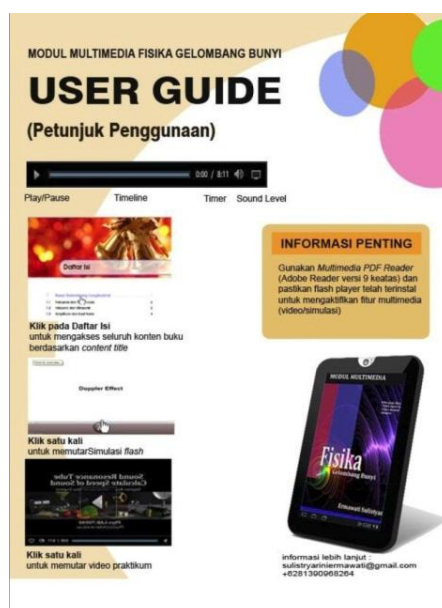 MODUL MULTIMEDIA FISIKA GELOMBANG BUNYI
USER GUIDE
(Petunjuk Penggunaan)
0:00 / 8:11
Play/Pause Timeline Timer Sound Level
Daftar Isi
Klik pada Daftar Isi
untuk mengakses seluruh konten buku
berdasarkan content title
Doppler Effect
Klik satu kali
untuk memutarSimulasi flash
Sound Resonance Tube
Calculate Speed of Sound
Klik satu kali
untuk memutar video praktikum
INFORMASI PENTING
Gunakan Multimedia PDF Reader
(Adobe Reader versi 9 keatas) dan
pastikan flash player telah terinstal
untuk mengaktifkan fitur multimedia
(video/simulasi)
MODUL MULTIMEDIA
Fisika
Gelombang Bunyi
Ermawati Sulistyar
informasi lebih lanjut :
sulistryariniermawati@gmail.com
+6281390968264